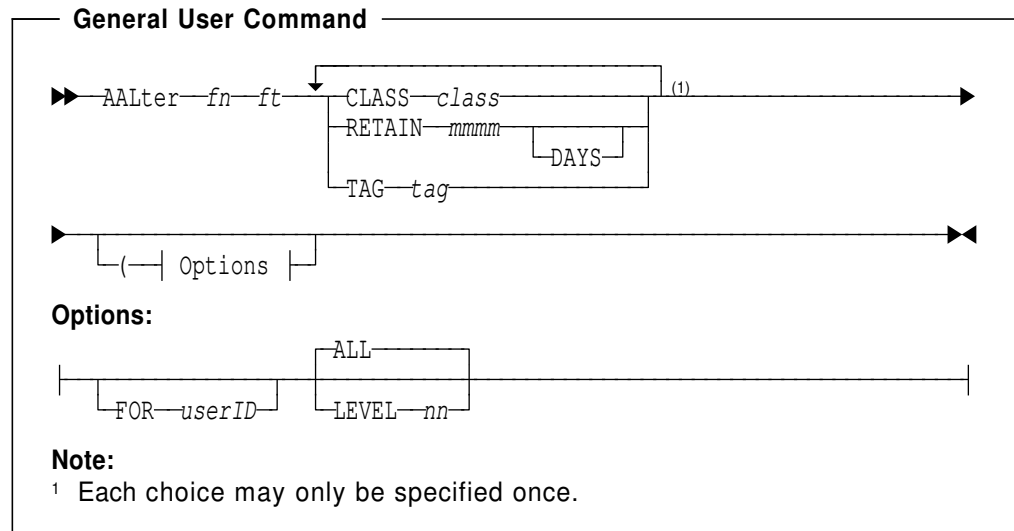 General User Command
AALter fn ft CLASS class (1)
RETAIN mmmm
DAYS
TAG tag
( Options
Options:
ALL
FOR userID LEVEL nn
Note:
1 Each choice may only be specified once.